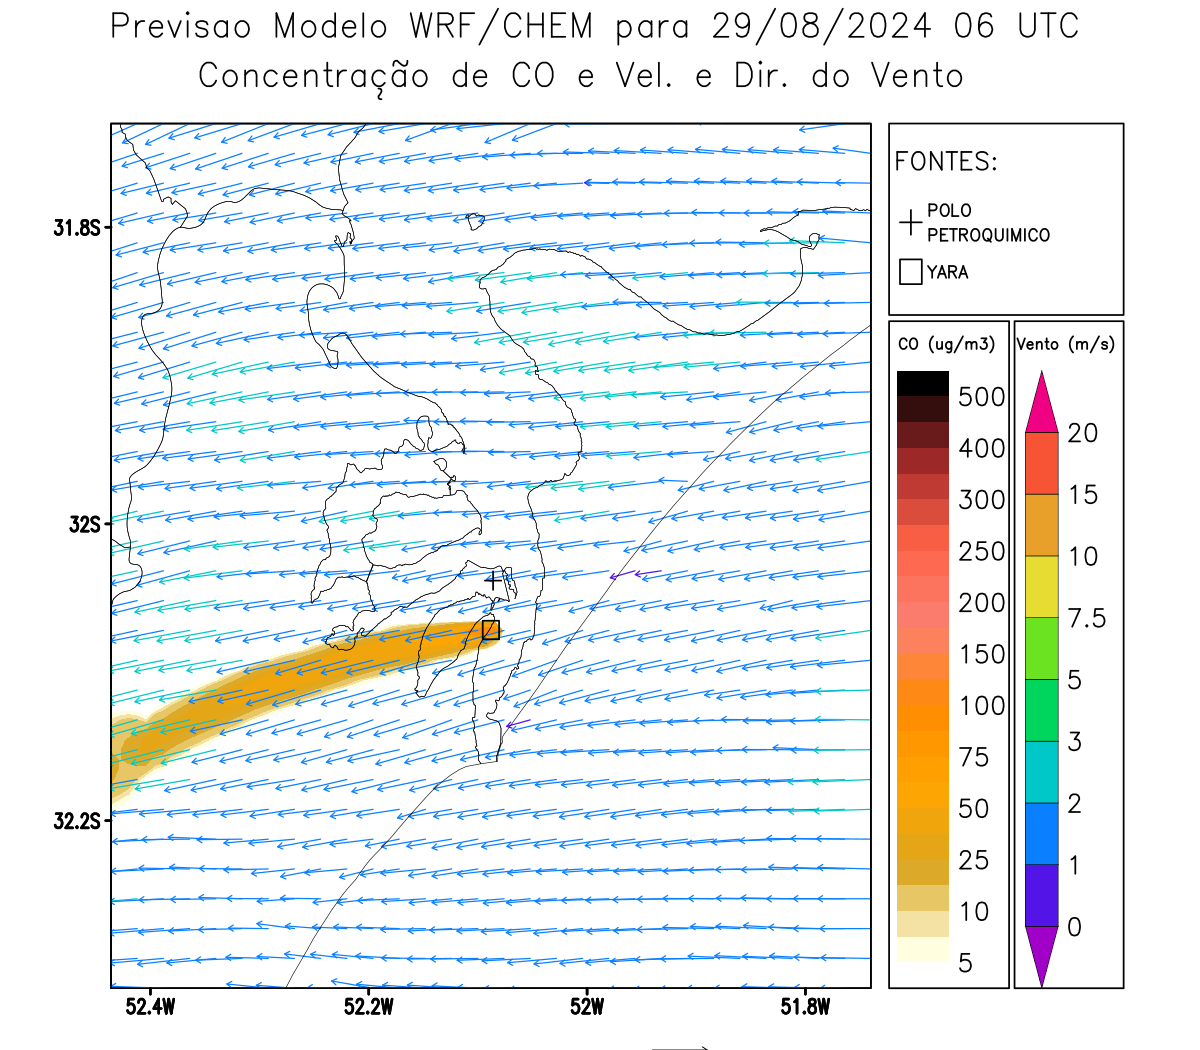 Previsao Modelo WRF/CHEM para 29/08/2024 06 UTC
Concentração de CO e Vel. e Dir. do Vento
FONTES:
POLO
PETROQUIMICO
YARA
CO (ug/m3)
500
400
300
250
200
150
100
75
50
25
10
5
Vento (m/s)
20
15
10
7.5
5
3
2
1
0
31.8S
32S
32.2S
52.4W
52.2W
52W
51.8W